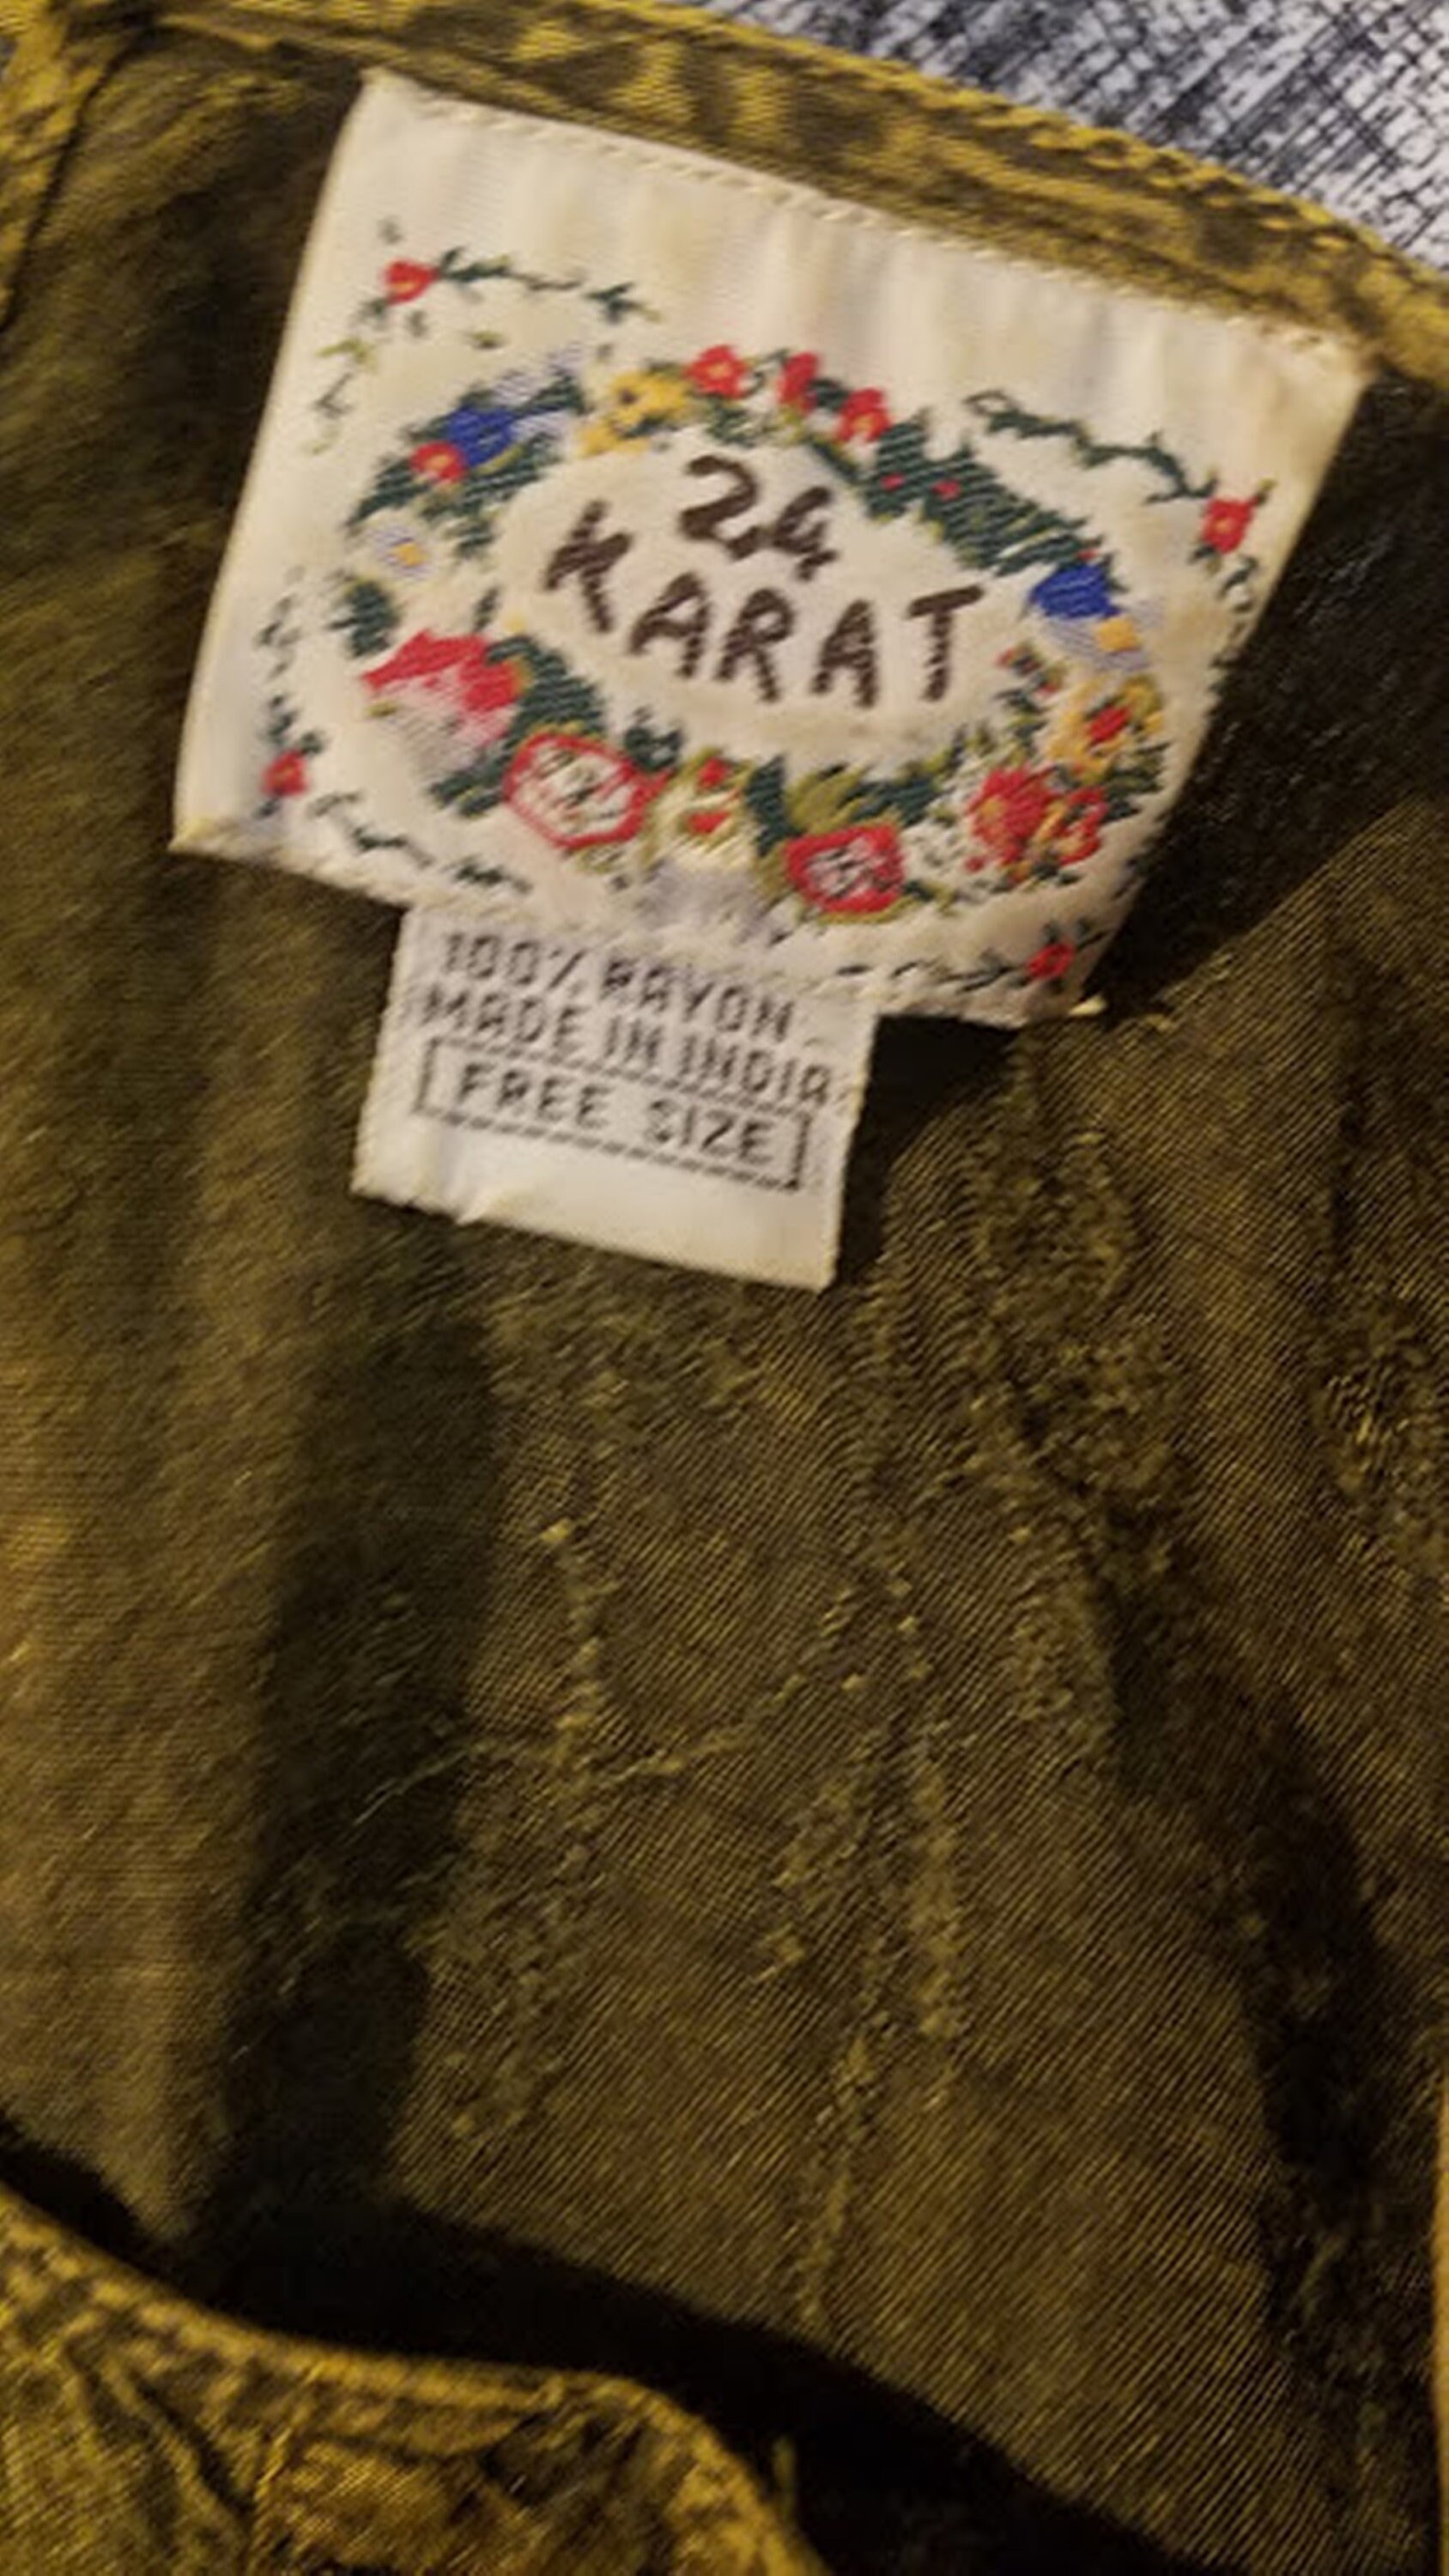 24
KARAT
100% RAYON
MADE IN INDIA
FREE SIZE